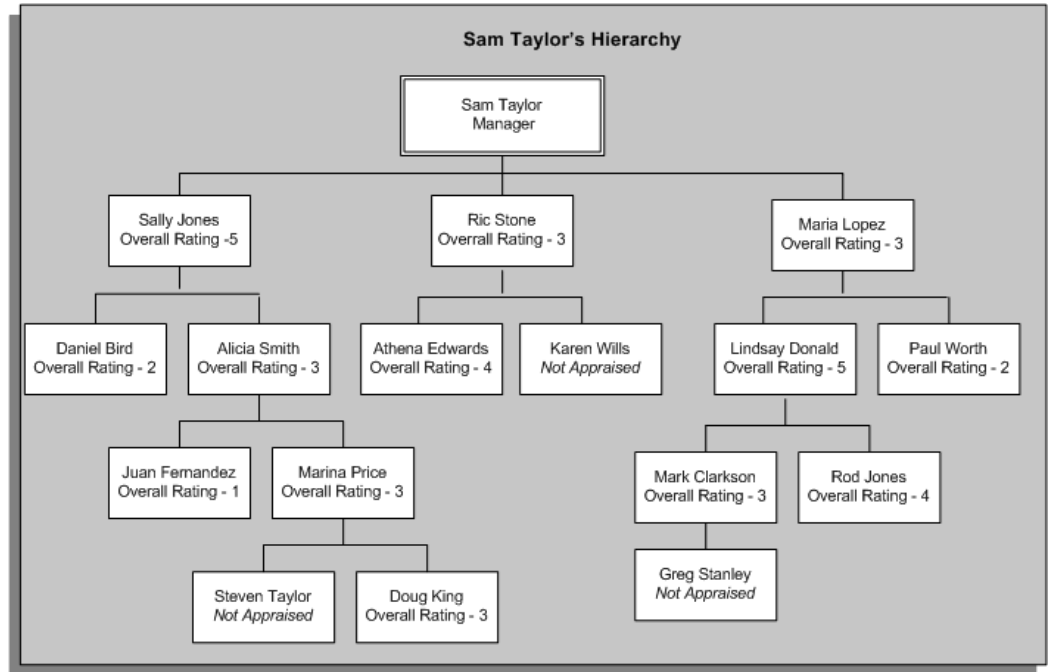 Sam Taylor's Hierarchy
Sam Taylor
Manager
Sally Jones
Overall Rating -5
Ric Stone
Overrall Rating - 3
Maria Lopez
Overall Rating - 3
Daniel Bird
Overall Rating - 2
Alicia Smith
Overall Rating - 3
Athena Edwards
Overall Rating - 4
Karen Wills
Not Appraised
Lindsay Donald
Overall Rating - 5
Paul Worth
Overall Rating - 2
Juan Fernandez
Overall Rating - 1
Marina Price
Overall Rating - 3
Mark Clarkson
Overall Rating - 3
Rod Jones
Overall Rating - 4
Steven Taylor
Not Appraised
Doug King
Overall Rating - 3
Greg Stanley
Not Appraised